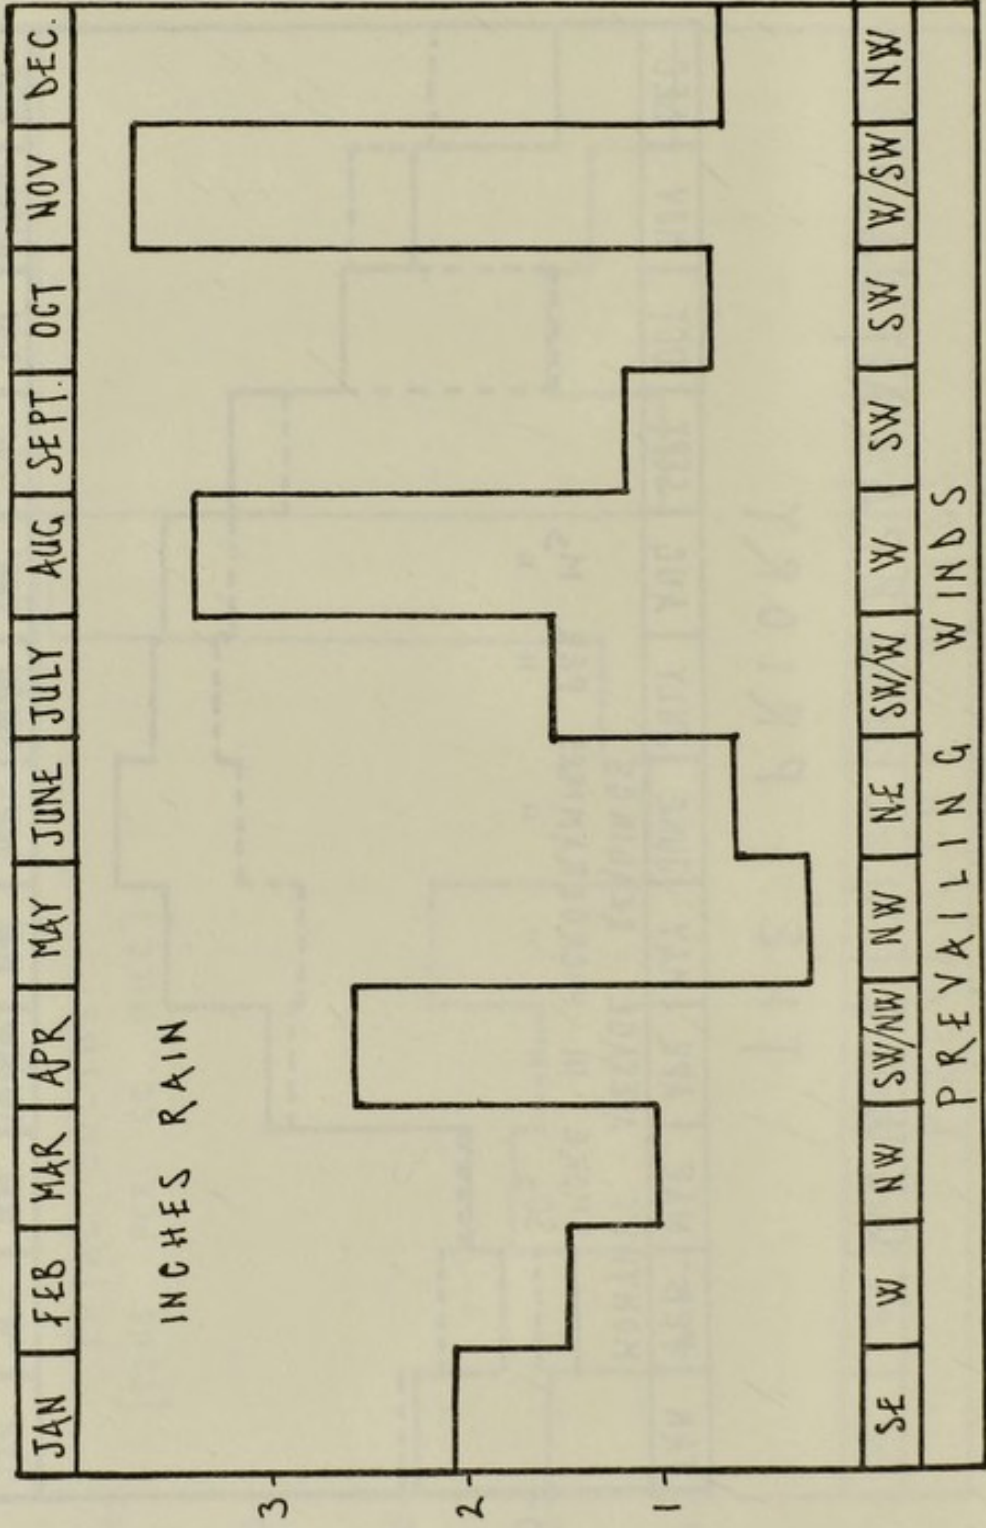 JAN FEB MAR APR MAY JUNE JULY AUG SEPT. OCT NOV DEC.
INCHES RAIN
3
2
1
SE W NW SW/NW NW NE SW/W W SW SW W/SW NW
PREVAILING WINDS